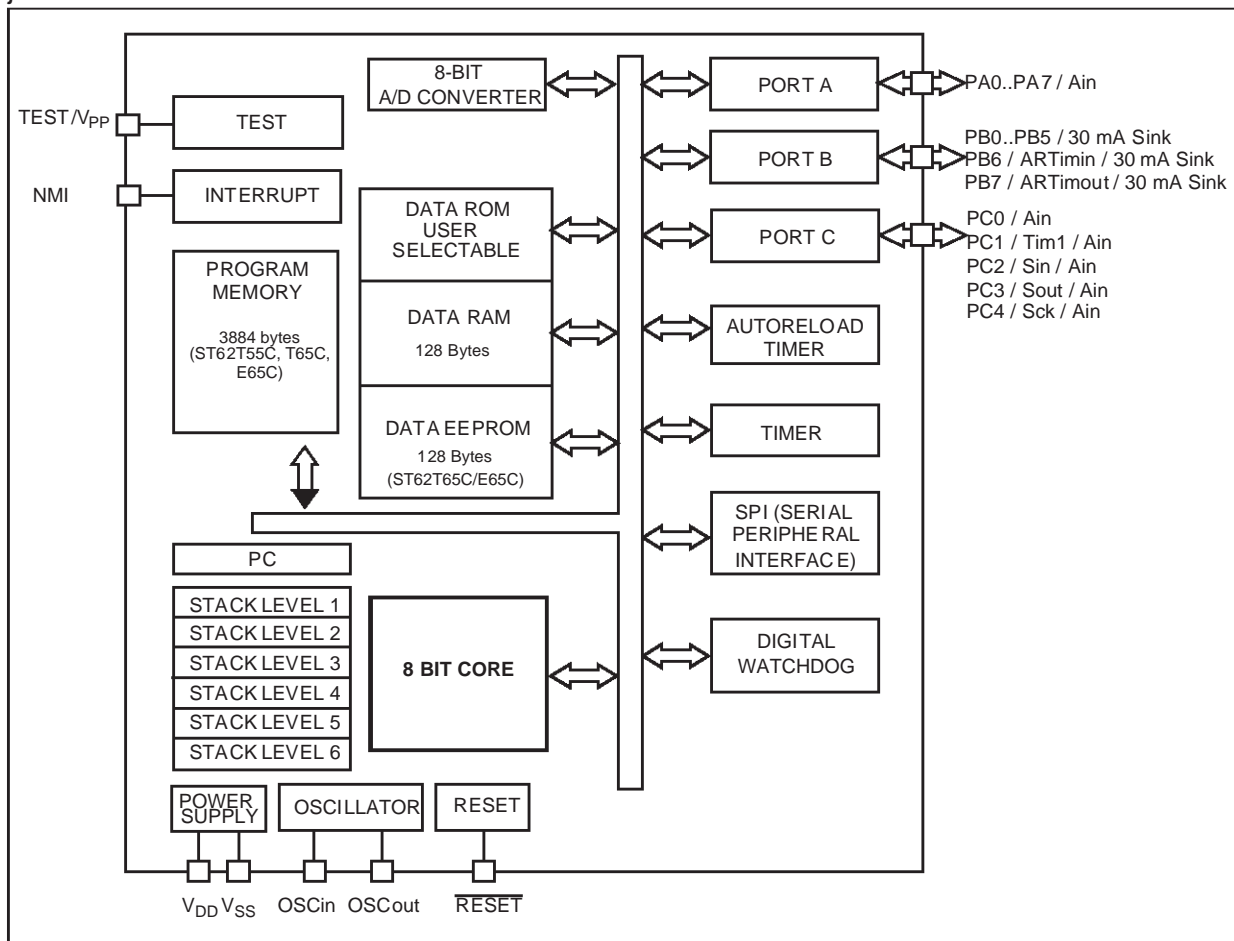 8-BIT
A/D CONVERTER
PORT A
PA0..PA7 / Ain
TEST/VPP
TEST
PORT B
PB0..PB5 / 30 mA Sink
PB6 / ARTimin / 30 mA Sink
PB7 / ARTimout / 30 mA Sink
NMI
INTERRUPT
DATA ROM
USER
SELECTABLE
PORT C
PC0 / Ain
PC1 / Tim1 / Ain
PC2 / Sin / Ain
PC3 / Sout / Ain
PC4 / Sck / Ain
PROGRAM
MEMORY
3884 bytes
(ST62T55C, T65C,
E65C)
DATA RAM
128 Bytes
AUTORELOAD
TIMER
DATA EEPROM
128 Bytes
(ST62T65C/E65C)
TIMER
SPI (SERIAL
PERIPHERAL
INTERFACE)
PC
STACK LEVEL 1
STACK LEVEL 2
STACK LEVEL 3
STACK LEVEL 4
STACK LEVEL 5
STACK LEVEL 6
8 BIT CORE
DIGITAL
WATCHDOG
POWER
SUPPLY
OSCILLATOR
RESET
VDD VSS
OSCin OSCout
RESET